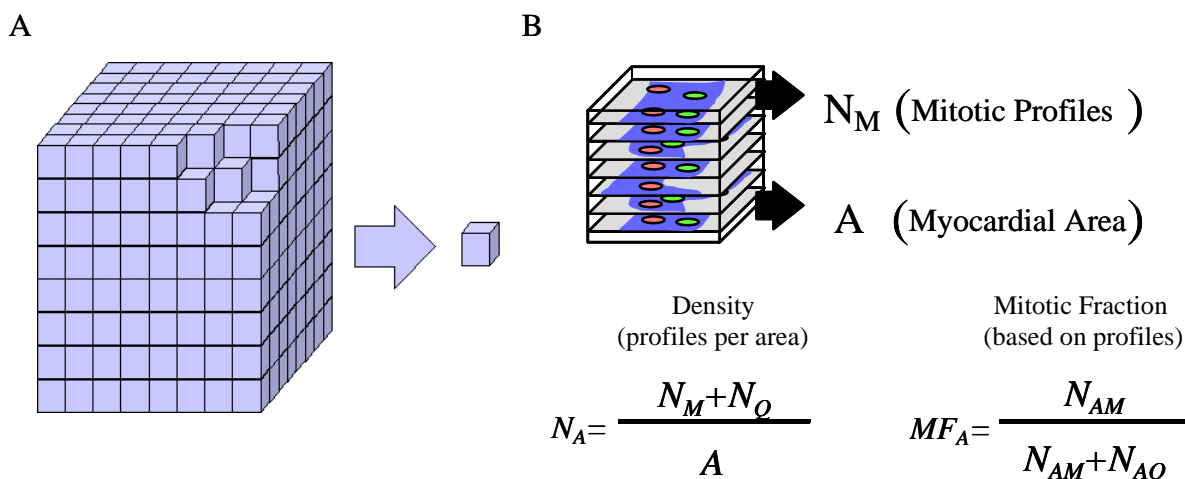 A
B
N_M (Mitotic Profiles )
A (Myocardial Area)
Density
(profiles per area)
N_A= N_M+N_Q
A
Mitotic Fraction
(based on profiles)
MF_A= N_AM
N_AM+N_AQ